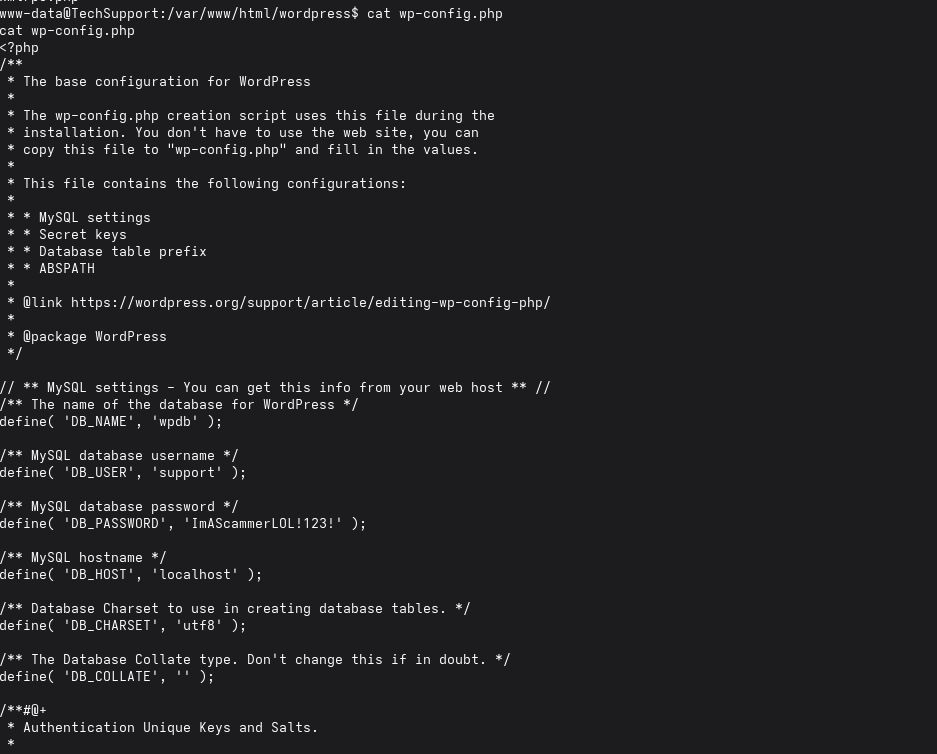 www-data@TechSupport:/var/www/html/wordpress$ cat wp-config.php
cat wp-config.php
<?php
/**
 * The base configuration for WordPress
 *
 * The wp-config.php creation script uses this file during the
 * installation. You don't have to use the web site, you can
 * copy this file to "wp-config.php" and fill in the values.
 *
 * This file contains the following configurations:
 *
 * * MySQL settings
 * * Secret keys
 * * Database table prefix
 * * ABSPATH
 *
 * @link https://wordpress.org/support/article/editing-wp-config-php/
 *
 * @package WordPress
 */

// ** MySQL settings - You can get this info from your web host ** //
/** The name of the database for WordPress */
define( 'DB_NAME', 'wpdb' );

/** MySQL database username */
define( 'DB_USER', 'support' );

/** MySQL database password */
define( 'DB_PASSWORD', 'ImAScammerLOL!123!' );

/** MySQL hostname */
define( 'DB_HOST', 'localhost' );

/** Database Charset to use in creating database tables. */
define( 'DB_CHARSET', 'utf8' );

/** The Database Collate type. Don't change this if in doubt. */
define( 'DB_COLLATE', '' );

/**#@+
 * Authentication Unique Keys and Salts.
 *